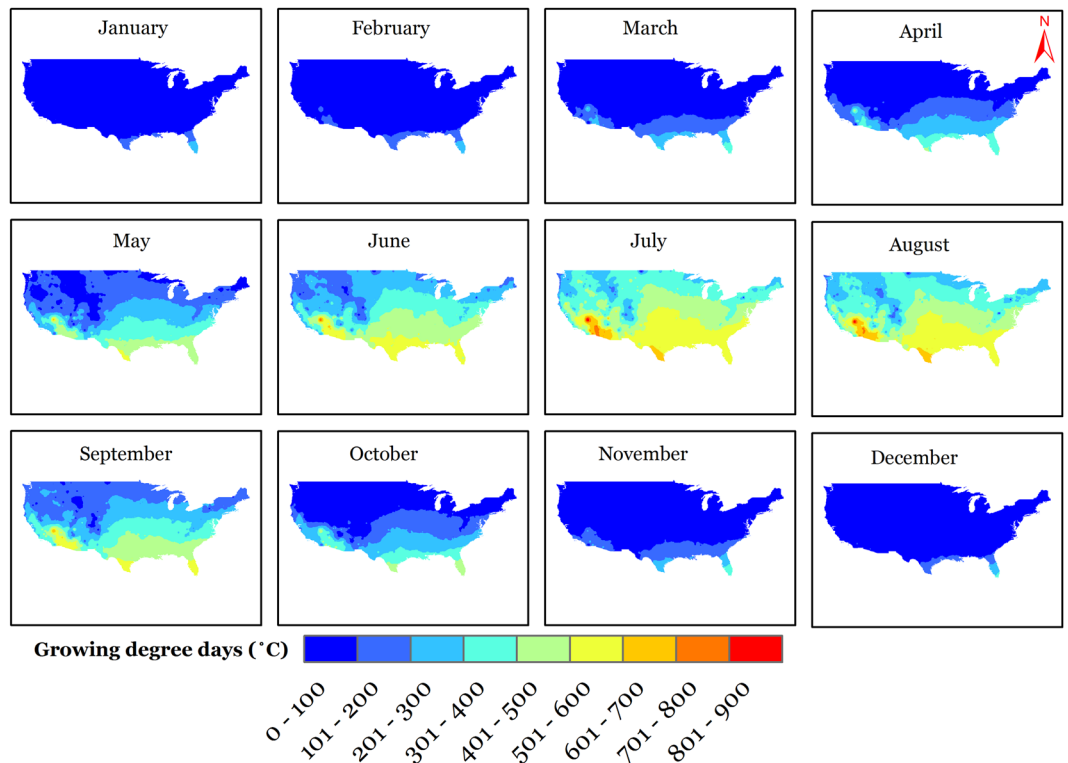 January
February
March
April
N
May
June
July
August
September
October
November
December
Growing degree days (˚C)
0 - 100
101 - 200
201 - 300
301 - 400
401 - 500
501 - 600
601 - 700
701 - 800
801 - 900